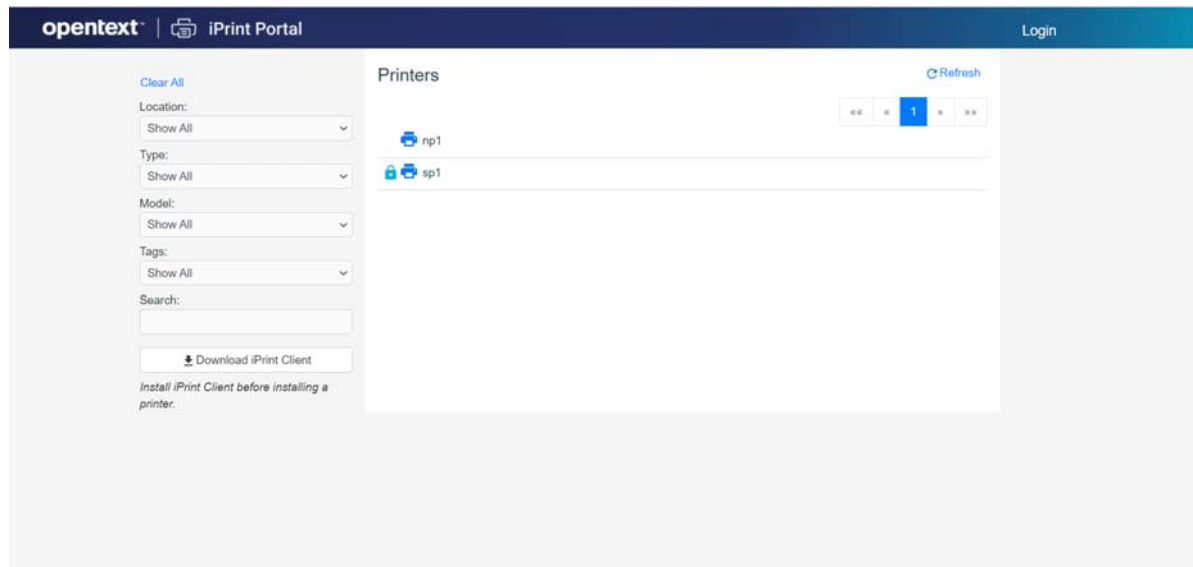 opentext™ | iPrint Portal
Login
Clear All
Location:
Show All
Type:
Show All
Model:
Show All
Tags:
Show All
Search:
Download iPrint Client
Install iPrint Client before installing a
printer.
Printers
Refresh
«« « 1 » »»
np1
sp1